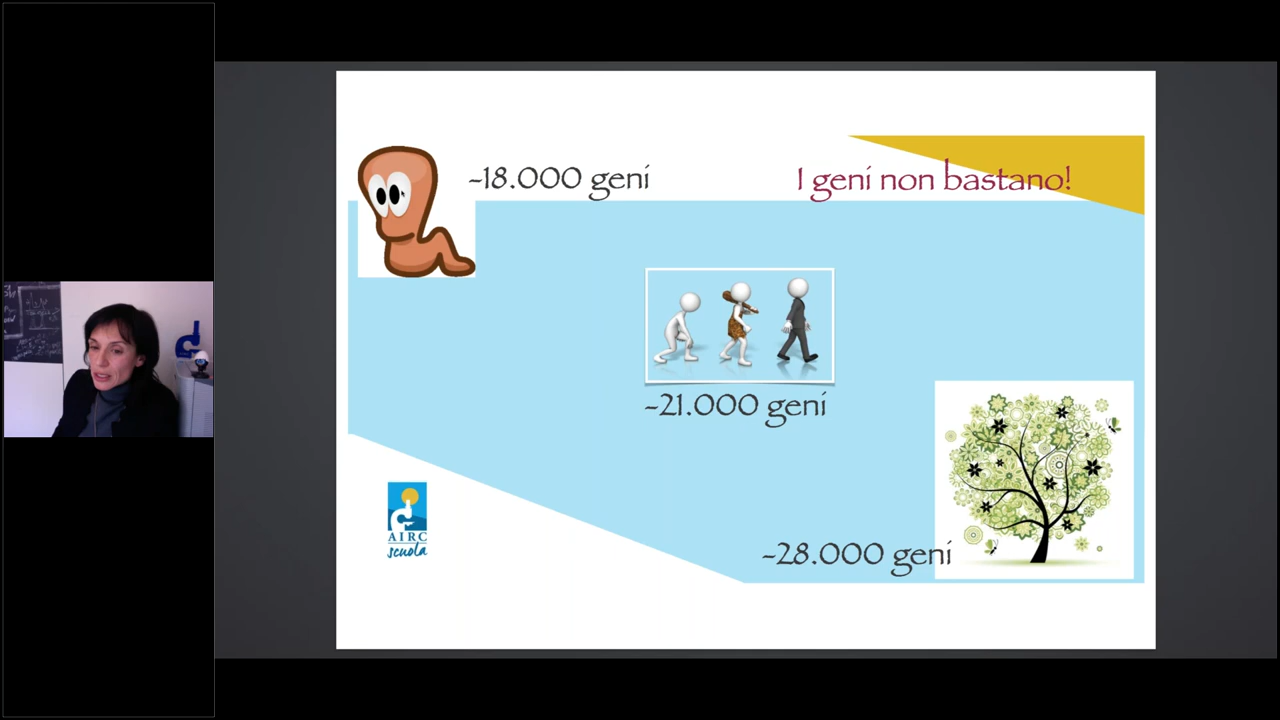 ~18.000 geni
I geni non bastano!
~21.000 geni
AIRC
scuola
~28.000 geni